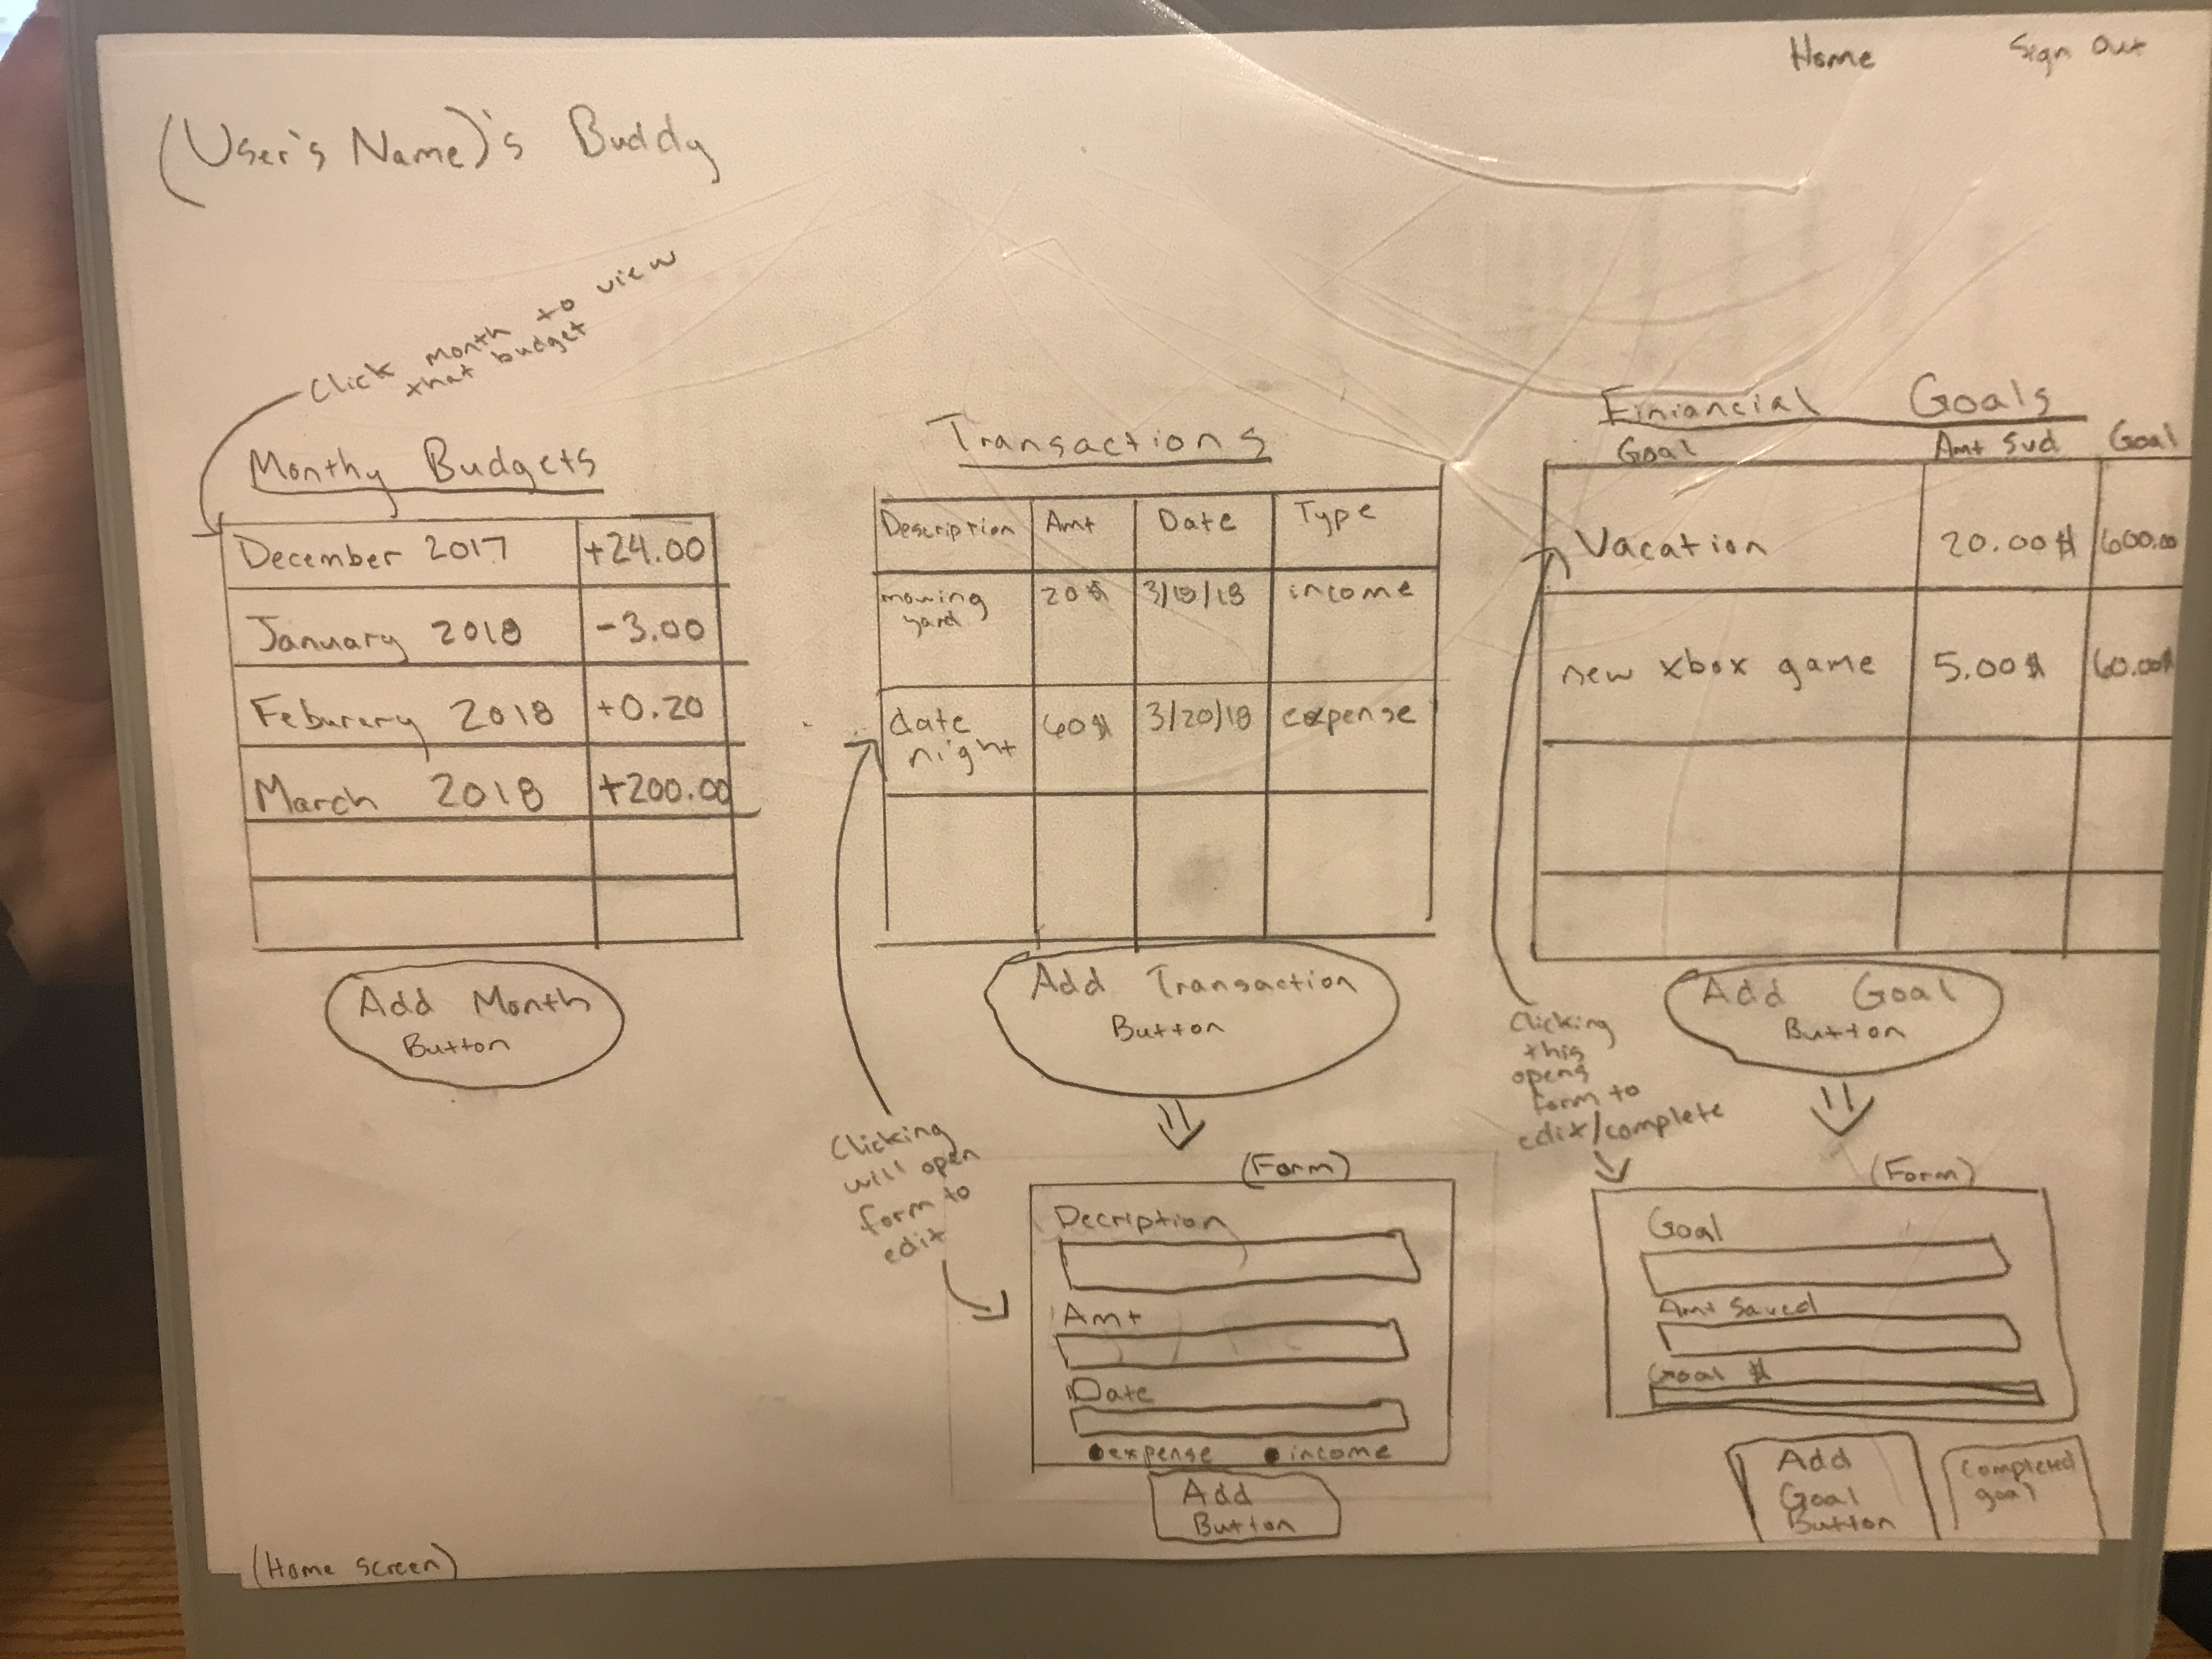 Home Sign Out
(User's Name)'s Buddy
Click month to view
that budget
Monthy Budgets
December 2017 +24.00
January 2018 -3.00
Feburary 2018 +0.20
March 2018 +200.00
Add Month
Button
Transactions
Description Amt Date Type
mowing 20$ 3/18/18 income
yard
date 60$ 3/20/18 expense
night
Add Transaction
Button
Clicking
will open
form to
edit
(Form)
Decription
Amt
Date
expense income
Add
Button
Finiancial Goals
Goal Amt Svd Goal
Vacation 20.00$ 600.00
new xbox game 5.00$ 60.00$
Add Goal
Button
Clicking
this
opens
form to
edit/complete
(Form)
Goal
Amt Saved
Goal $
Add
Goal
Button
Completed
goal
(Home screen)